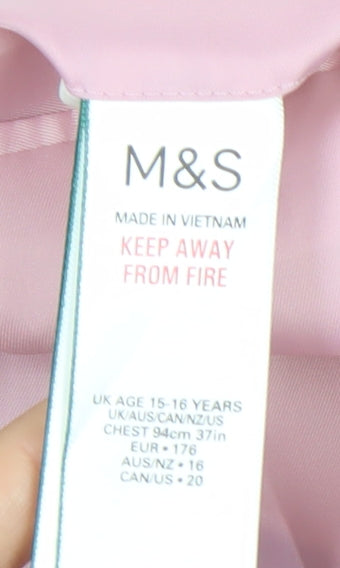 M&S
MADE IN VIETNAM
KEEP AWAY
FROM FIRE
UK AGE 15-16 YEARS
UK/AUS/CAN/NZ/US
CHEST 94cm 37in
EUR • 176
AUS/NZ • 16
CAN/US • 20